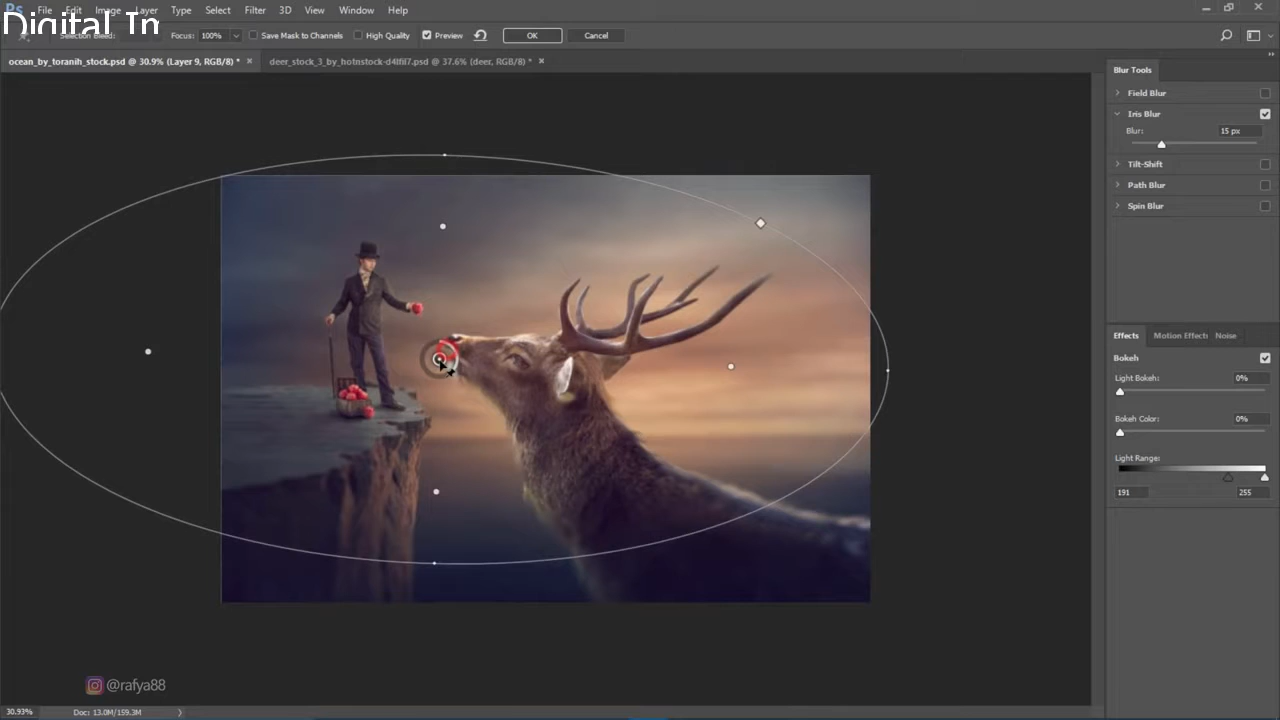 Ps File Edit Image Layer Type Select Filter 3D View Window Help
Digital
Selection Bleed: Focus: 100% Save Mask to Channels High Quality Preview OK Cancel
ocean_by_toranih_stock.psd @ 30.9% (Layer 9, RGB/8) * × deer_stock_3_by_hotnstock-d4tfil7.psd @ 37.6% (deer, RGB/8) * ×
Blur Tools
Field Blur
Iris Blur
Blur: 15 px
Tilt-Shift
Path Blur
Spin Blur
Effects Motion Effects Noise
Bokeh
Light Bokeh: 0%
Bokeh Color: 0%
Light Range:
191 255
@rafya88
30.93% Doc: 13.0M/159.3M